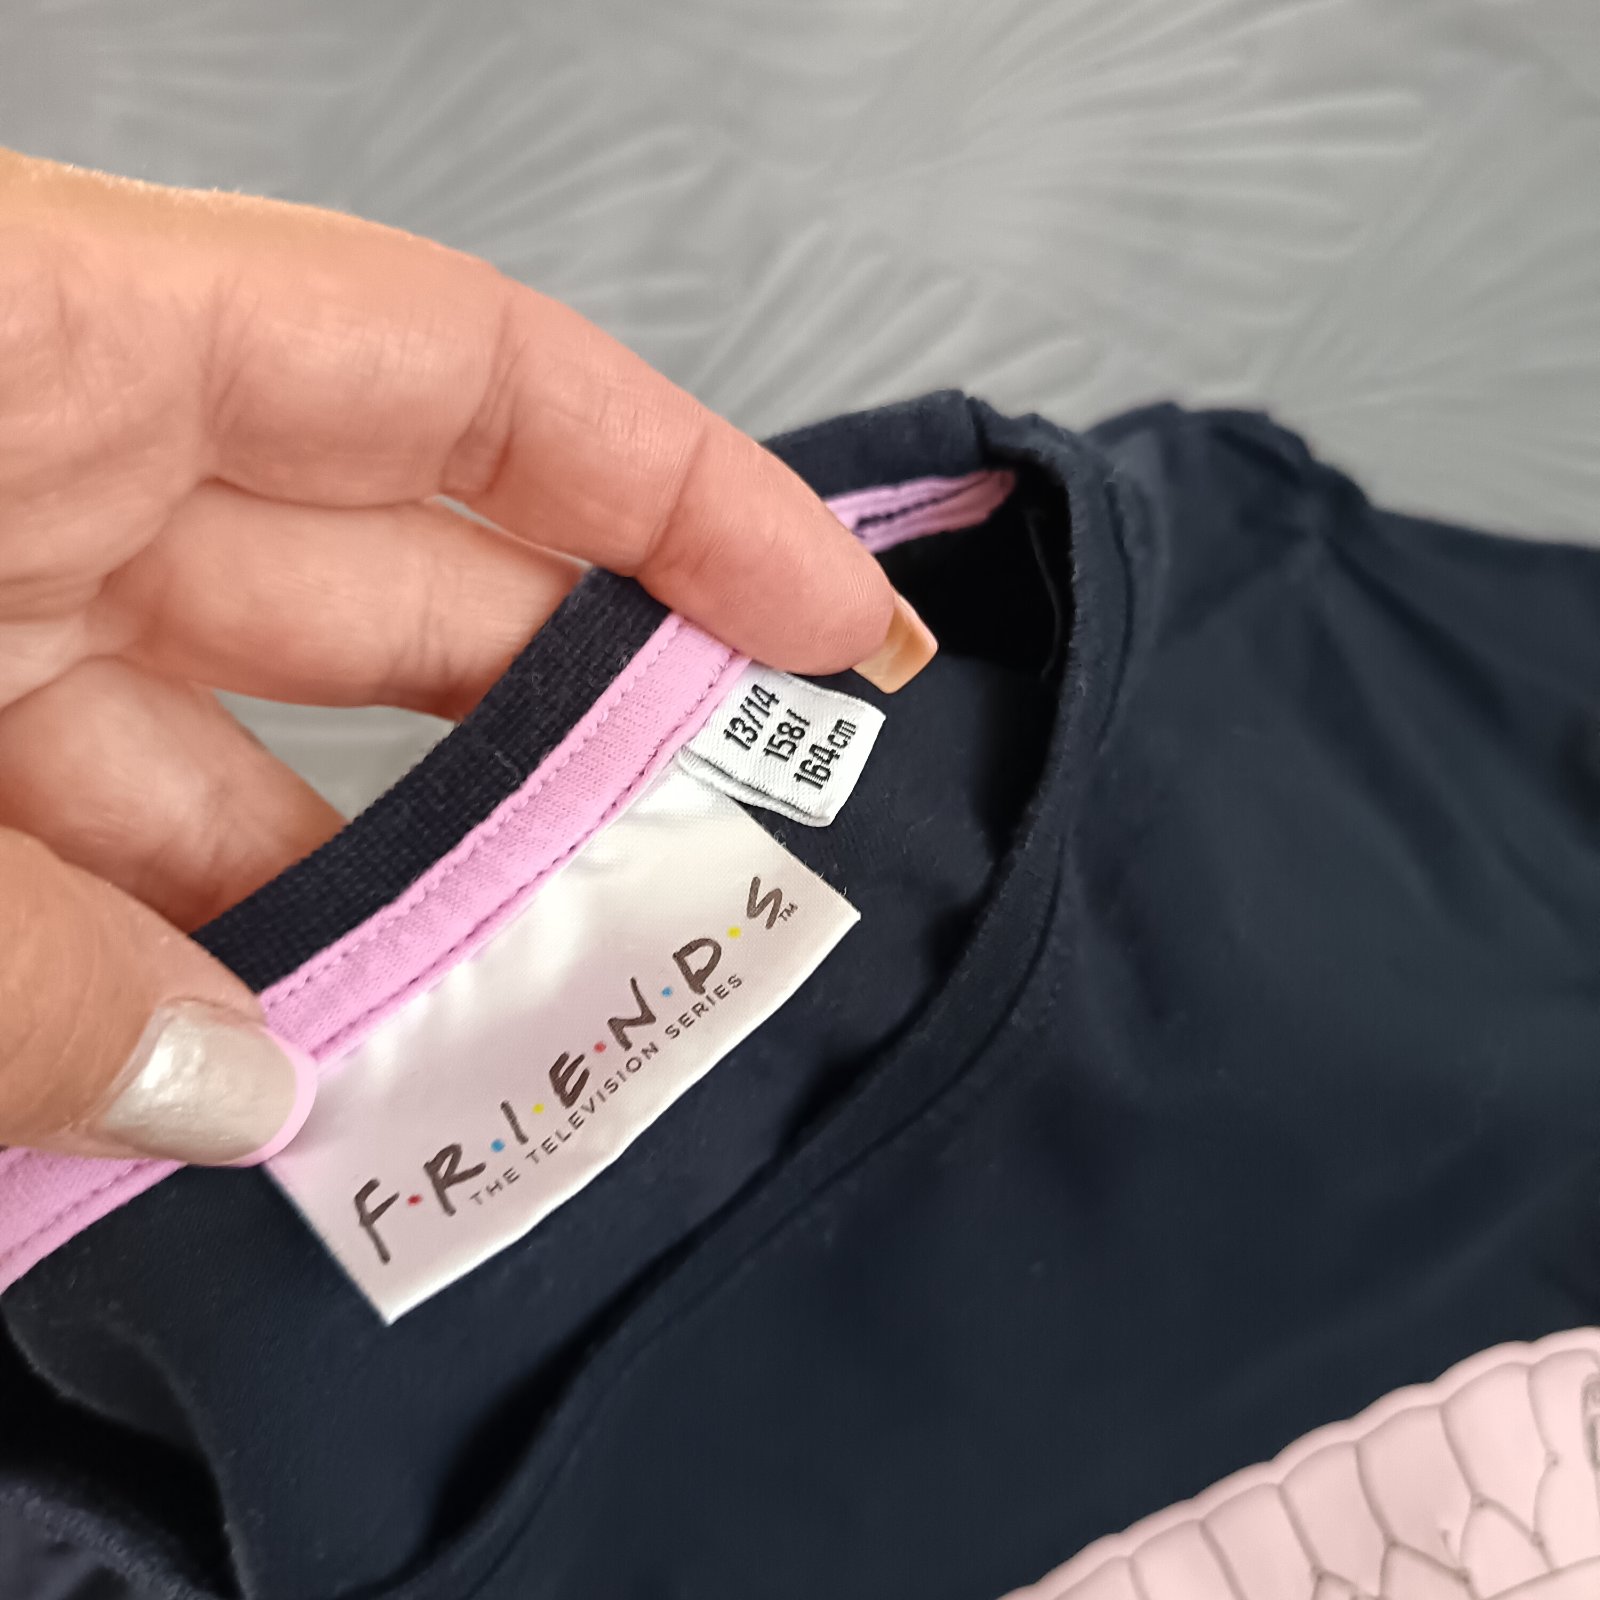 13/14
158/
164cm
F•R•I•E•N•D•S™
THE TELEVISION SERIES